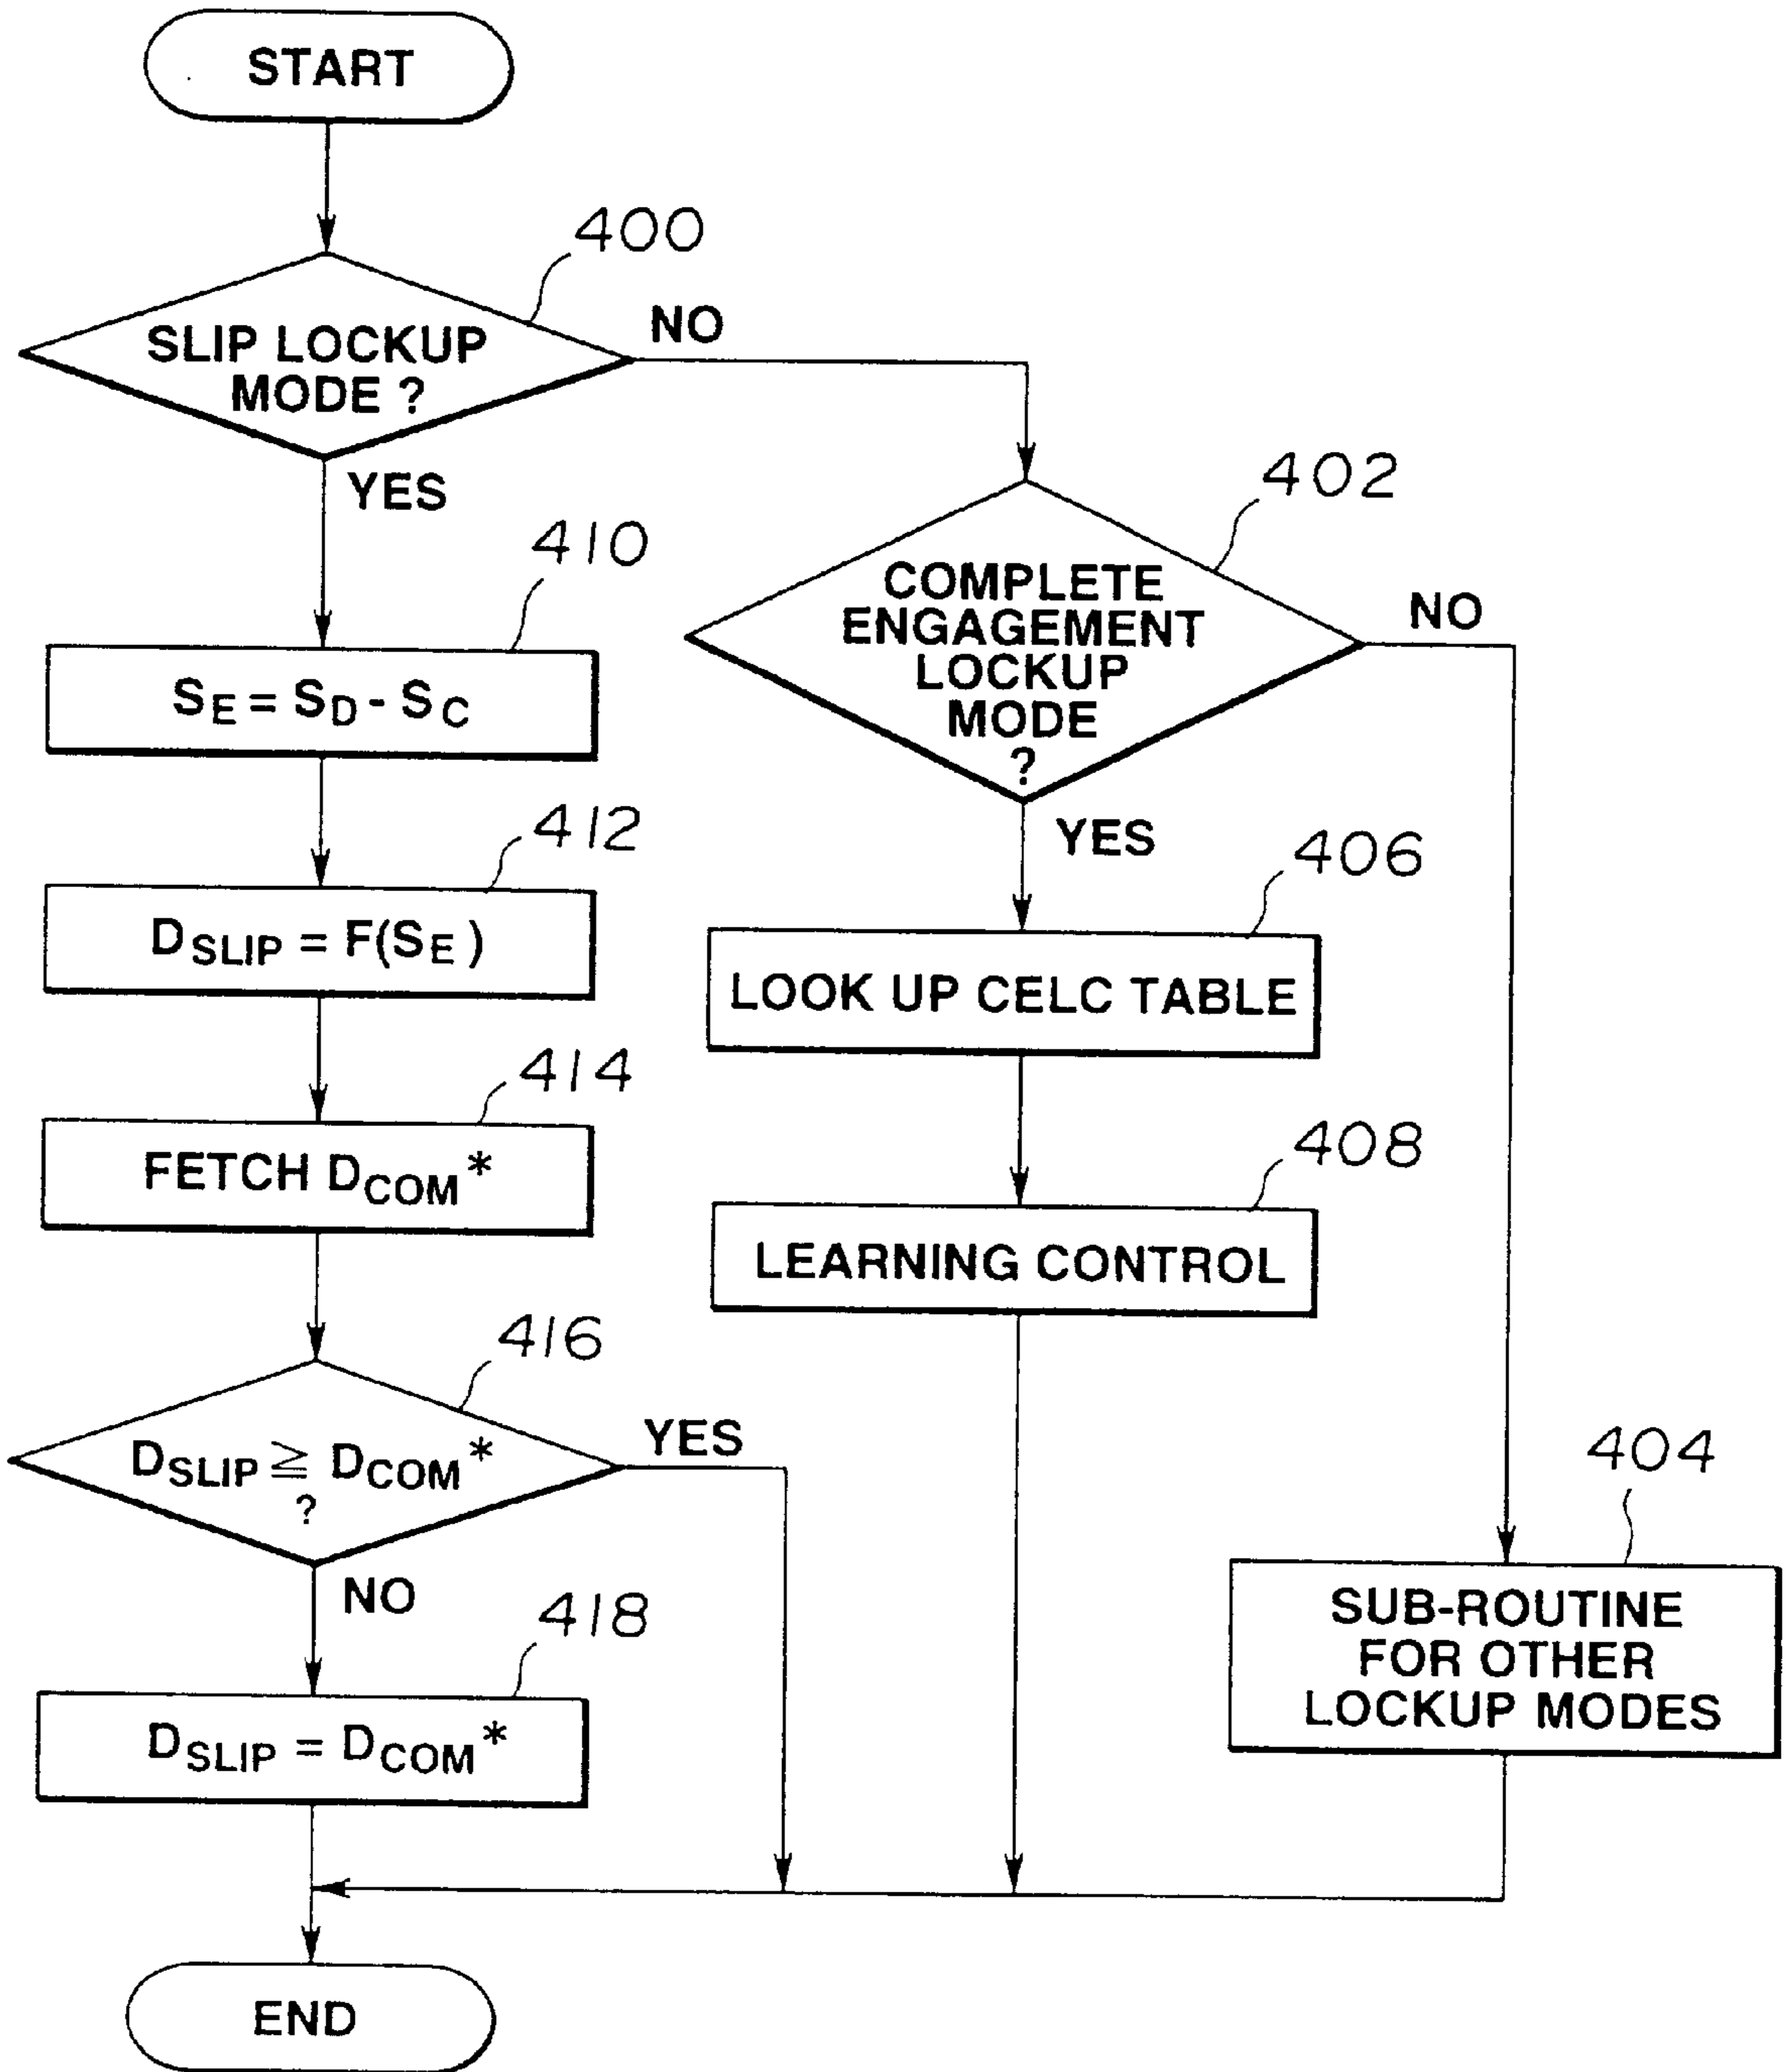 START
400
SLIP LOCKUP
MODE ?
NO
YES
402
COMPLETE
ENGAGEMENT
LOCKUP
MODE
?
NO
YES
410
SE = SD - SC
412
DSLIP = F(SE)
406
LOOK UP CELC TABLE
414
FETCH DCOM*
408
LEARNING CONTROL
416
DSLIP ≧ DCOM*
?
YES
NO
404
SUB-ROUTINE
FOR OTHER
LOCKUP MODES
418
DSLIP = DCOM*
END